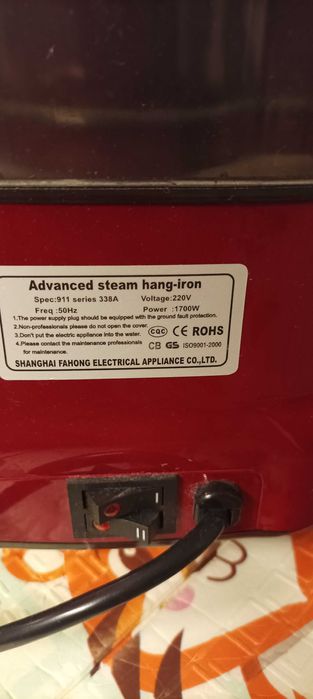 Advanced steam hang-iron
Spec:911 series 338A Voltage:220V
Freq :50Hz Power :1700W
1.The power supply plug should be equipped with the ground fault protection.
2.Non-professionals please do not open the cover.
3.Don't put the electric appliance into the water.
4.Please contact the maintenance professionals
for maintenance.
CQC CE ROHS
CB GS ISO9001-2000
SHANGHAI FAHONG ELECTRICAL APPLIANCE CO.,LTD.